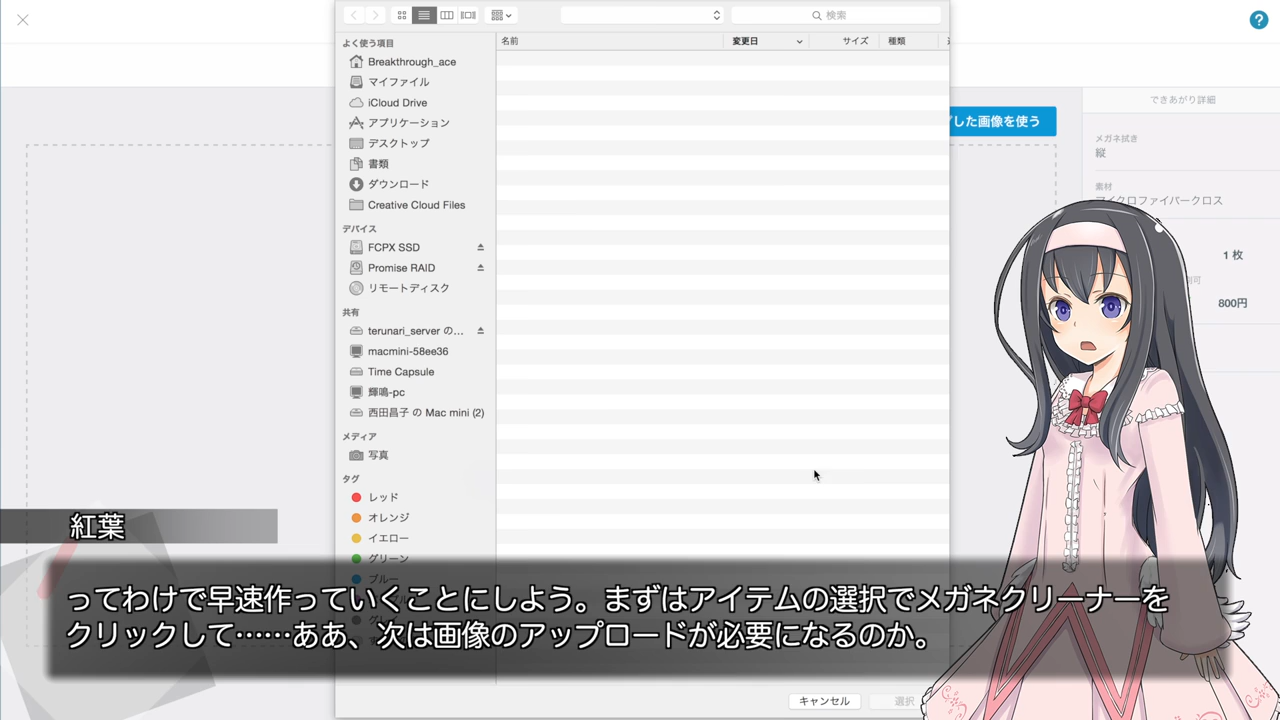 検索
?
よく使う項目
名前
変更日
サイズ
種類
Breakthrough_ace
マイファイル
iCloud Drive
アプリケーション
デスクトップ
書類
ダウンロード
Creative Cloud Files
デバイス
FCPX SSD
Promise RAID
リモートディスク
共有
terunari_server の...
macmini-58ee36
Time Capsule
輝鳴-pc
西田昌子 の Mac mini (2)
メディア
写真
タグ
レッド
オレンジ
イエロー
グリーン
ブルー
した画像を使う
できあがり詳細
メガネ拭き
縦
素材
マイクロファイバークロス
1 枚
可
800円
紅葉
ってわけで早速作っていくことにしよう。まずはアイテムの選択でメガネクリーナーを
クリックして……ああ、次は画像のアップロードが必要になるのか。
キャンセル
選択